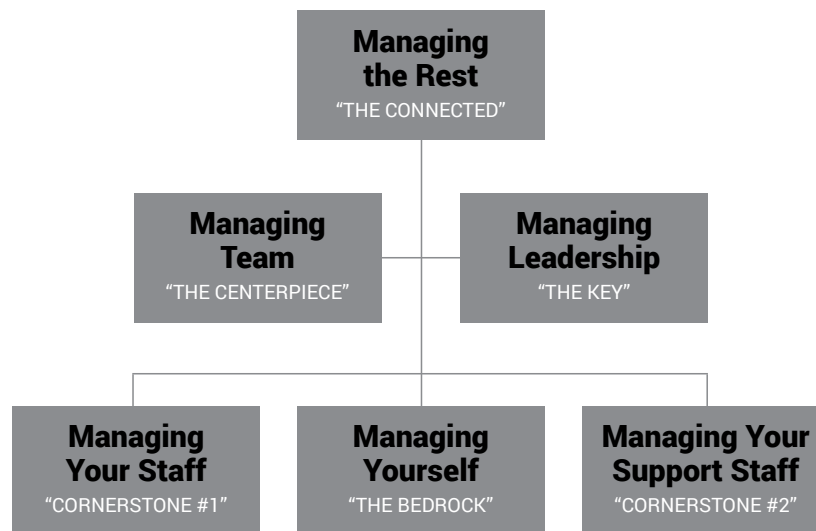 Managing
the Rest
“THE CONNECTED”
Managing
Team
“THE CENTERPIECE”
Managing
Leadership
“THE KEY”
Managing
Your Staff
“CORNERSTONE #1”
Managing
Yourself
“THE BEDROCK”
Managing Your
Support Staff
“CORNERSTONE #2”